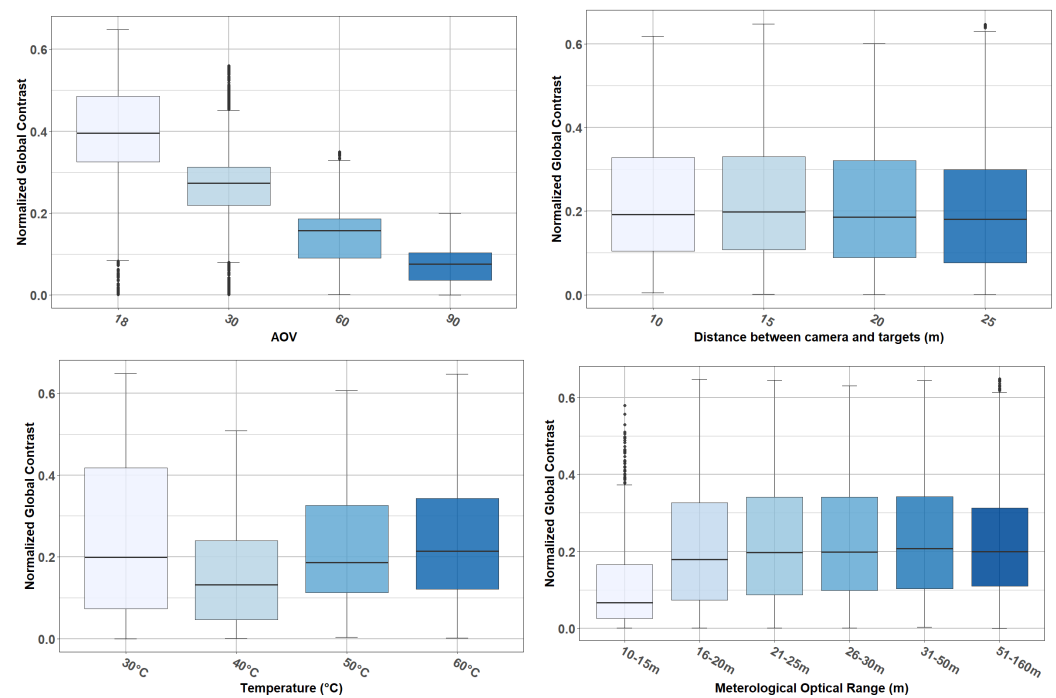 Normalized Global Contrast
0.6
0.4
0.2
0.0
18
30
60
90
AOV
Normalized Global Contrast
0.6
0.4
0.2
0.0
10
15
20
25
Distance between camera and targets (m)
Normalized Global Contrast
0.6
0.4
0.2
0.0
30°C
40°C
50°C
60°C
Temperature (°C)
Normalized Global Contrast
0.6
0.4
0.2
0.0
10-15m
16-20m
21-25m
26-30m
31-50m
51-160m
Meterological Optical Range (m)